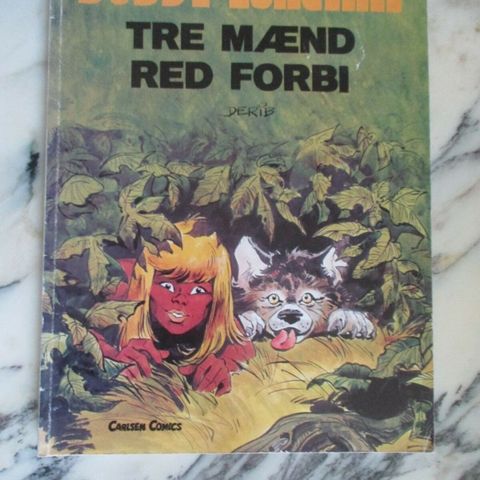 TRE MÆND
RED FORBI
DERIB
CARLSEN COMICS